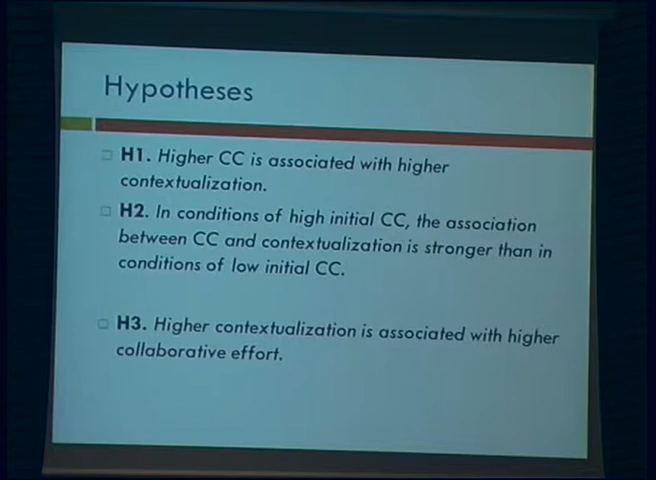 Hypotheses
H1. Higher CC is associated with higher
contextualization.
H2. In conditions of high initial CC, the association
between CC and contextualization is stronger than in
conditions of low initial CC.
H3. Higher contextualization is associated with higher
collaborative effort.